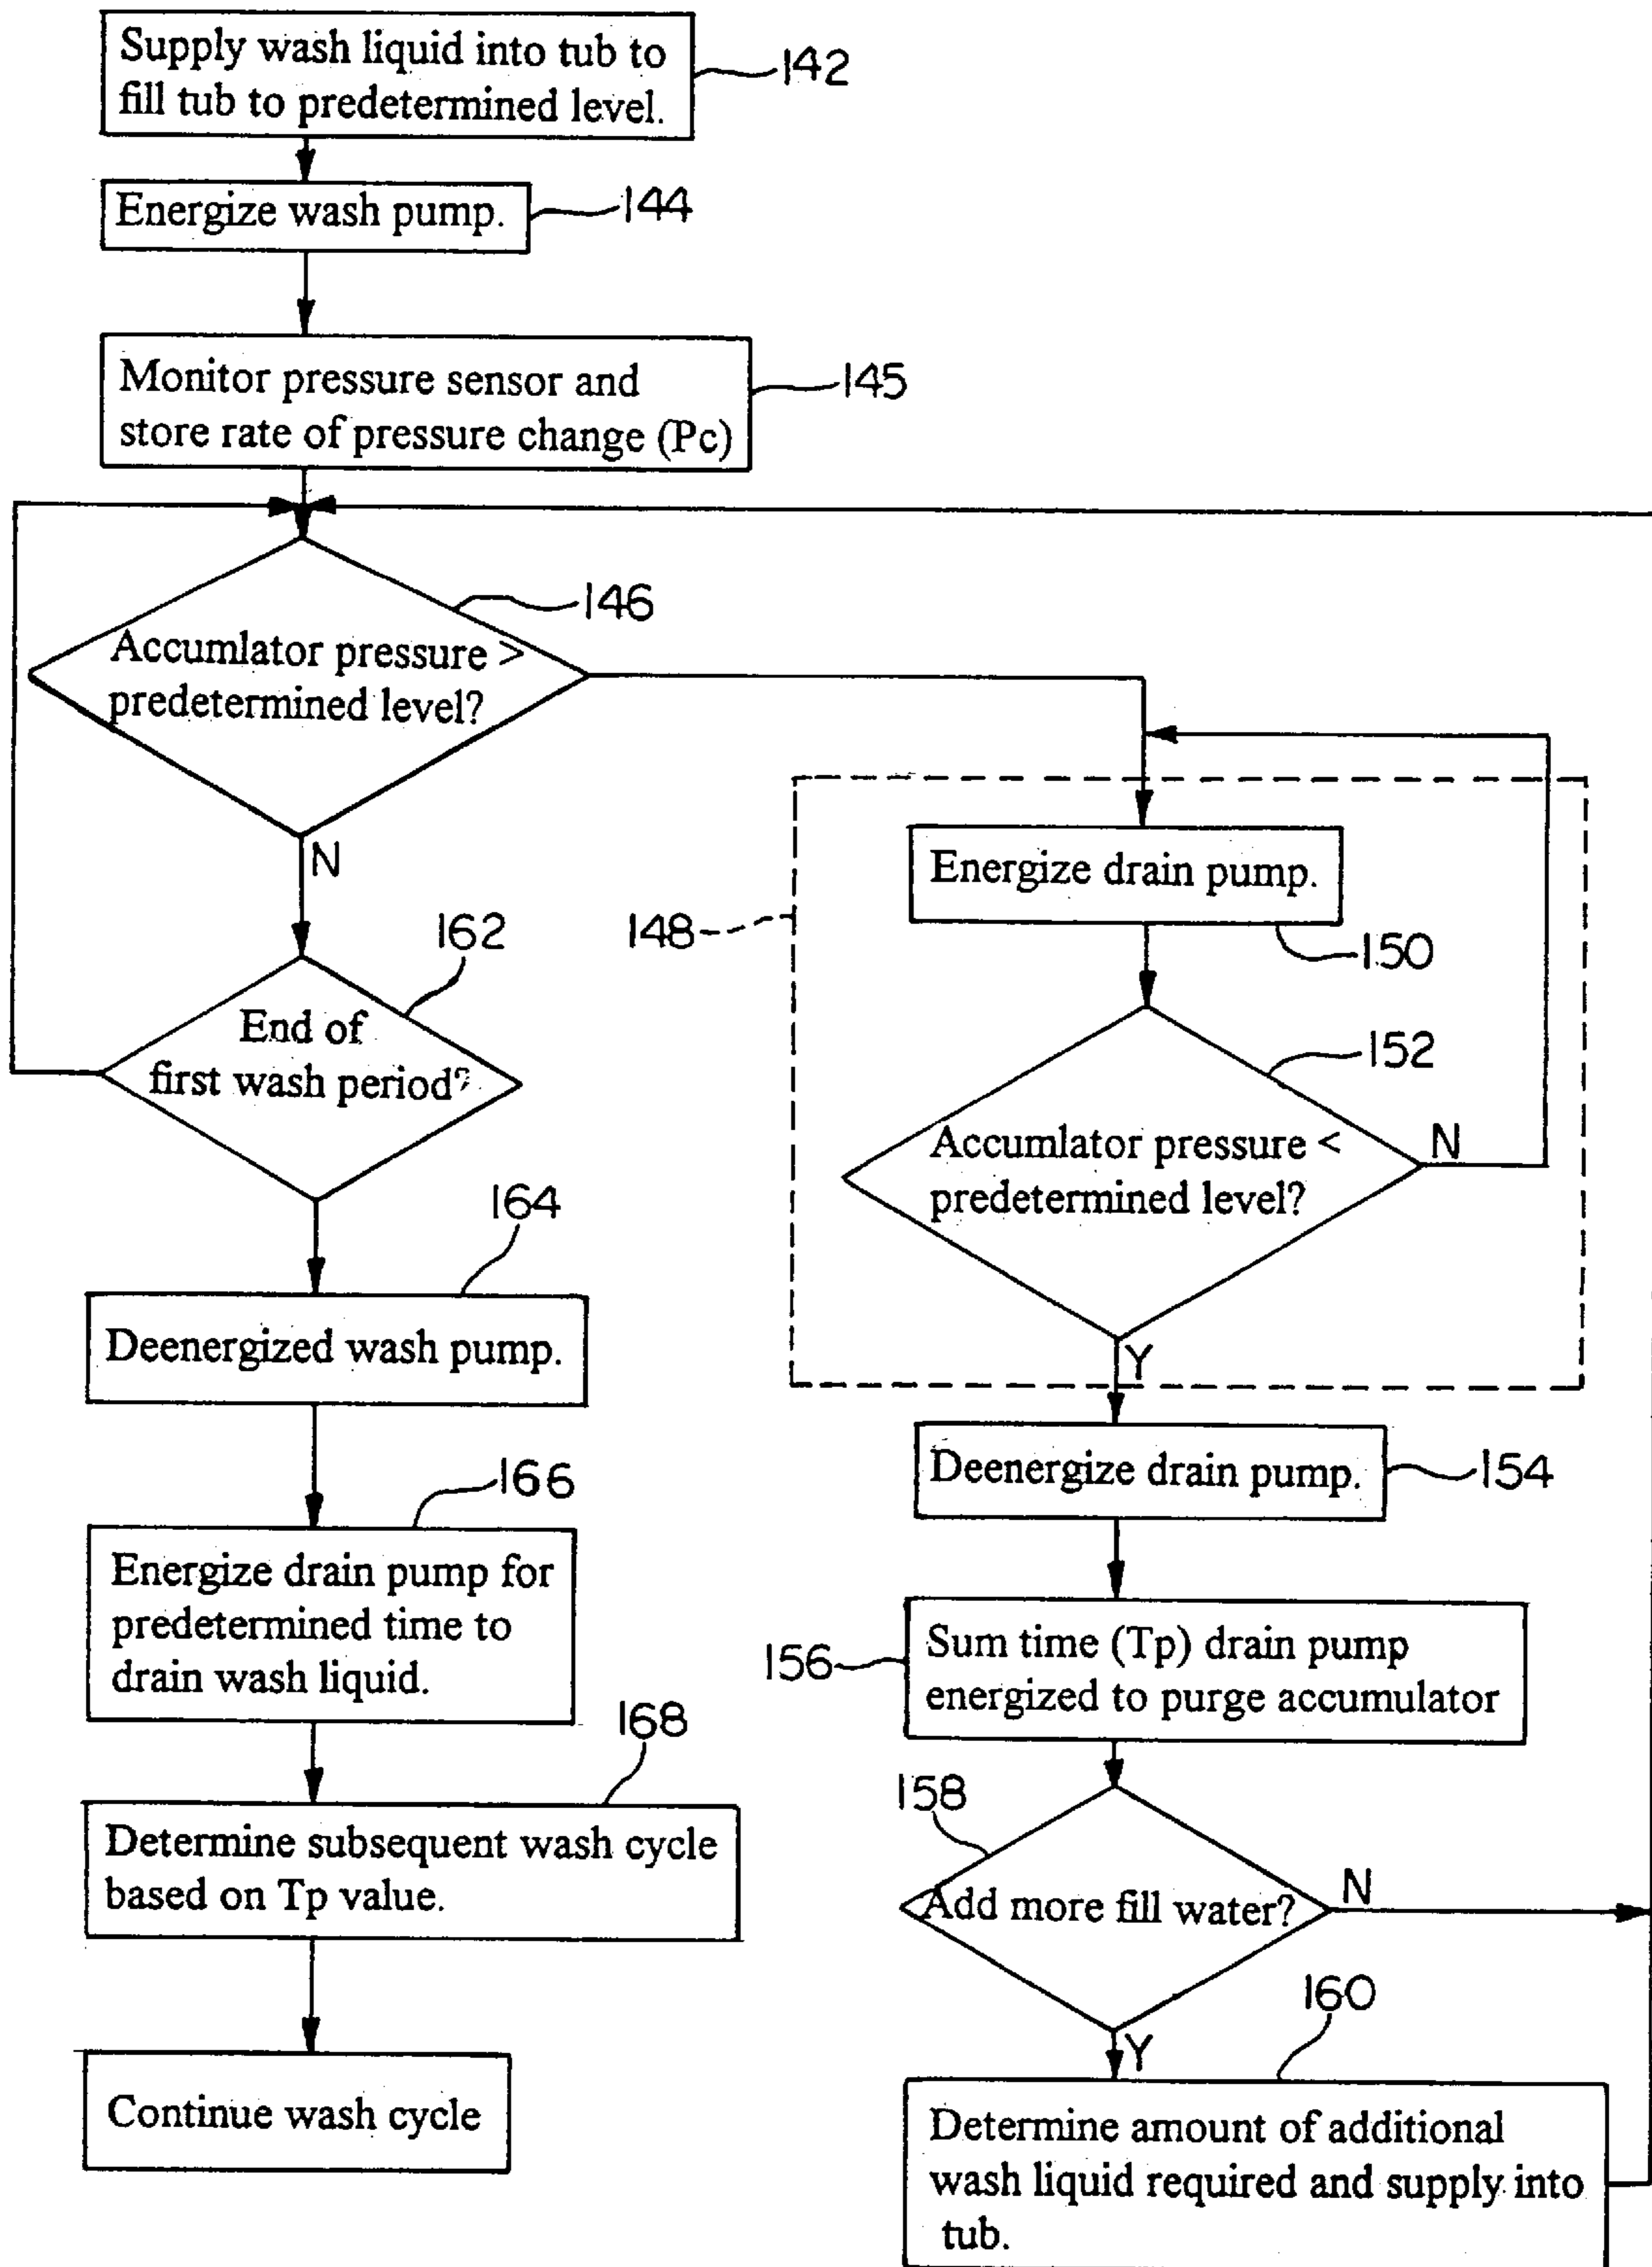 Supply wash liquid into tub to
fill tub to predetermined level.
142
Energize wash pump.
144
Monitor pressure sensor and
store rate of pressure change (Pc)
145
Accumlator pressure >
predetermined level?
146
N
End of
first wash period?
162
Deenergized wash pump.
164
Energize drain pump for
predetermined time to
drain wash liquid.
166
Determine subsequent wash cycle
based on Tp value.
168
Continue wash cycle
148
Energize drain pump.
150
Accumlator pressure <
predetermined level?
152
N
Y
Deenergize drain pump.
154
Sum time (Tp) drain pump
energized to purge accumulator
156
Add more fill water?
158
N
Y
Determine amount of additional
wash liquid required and supply into
tub.
160